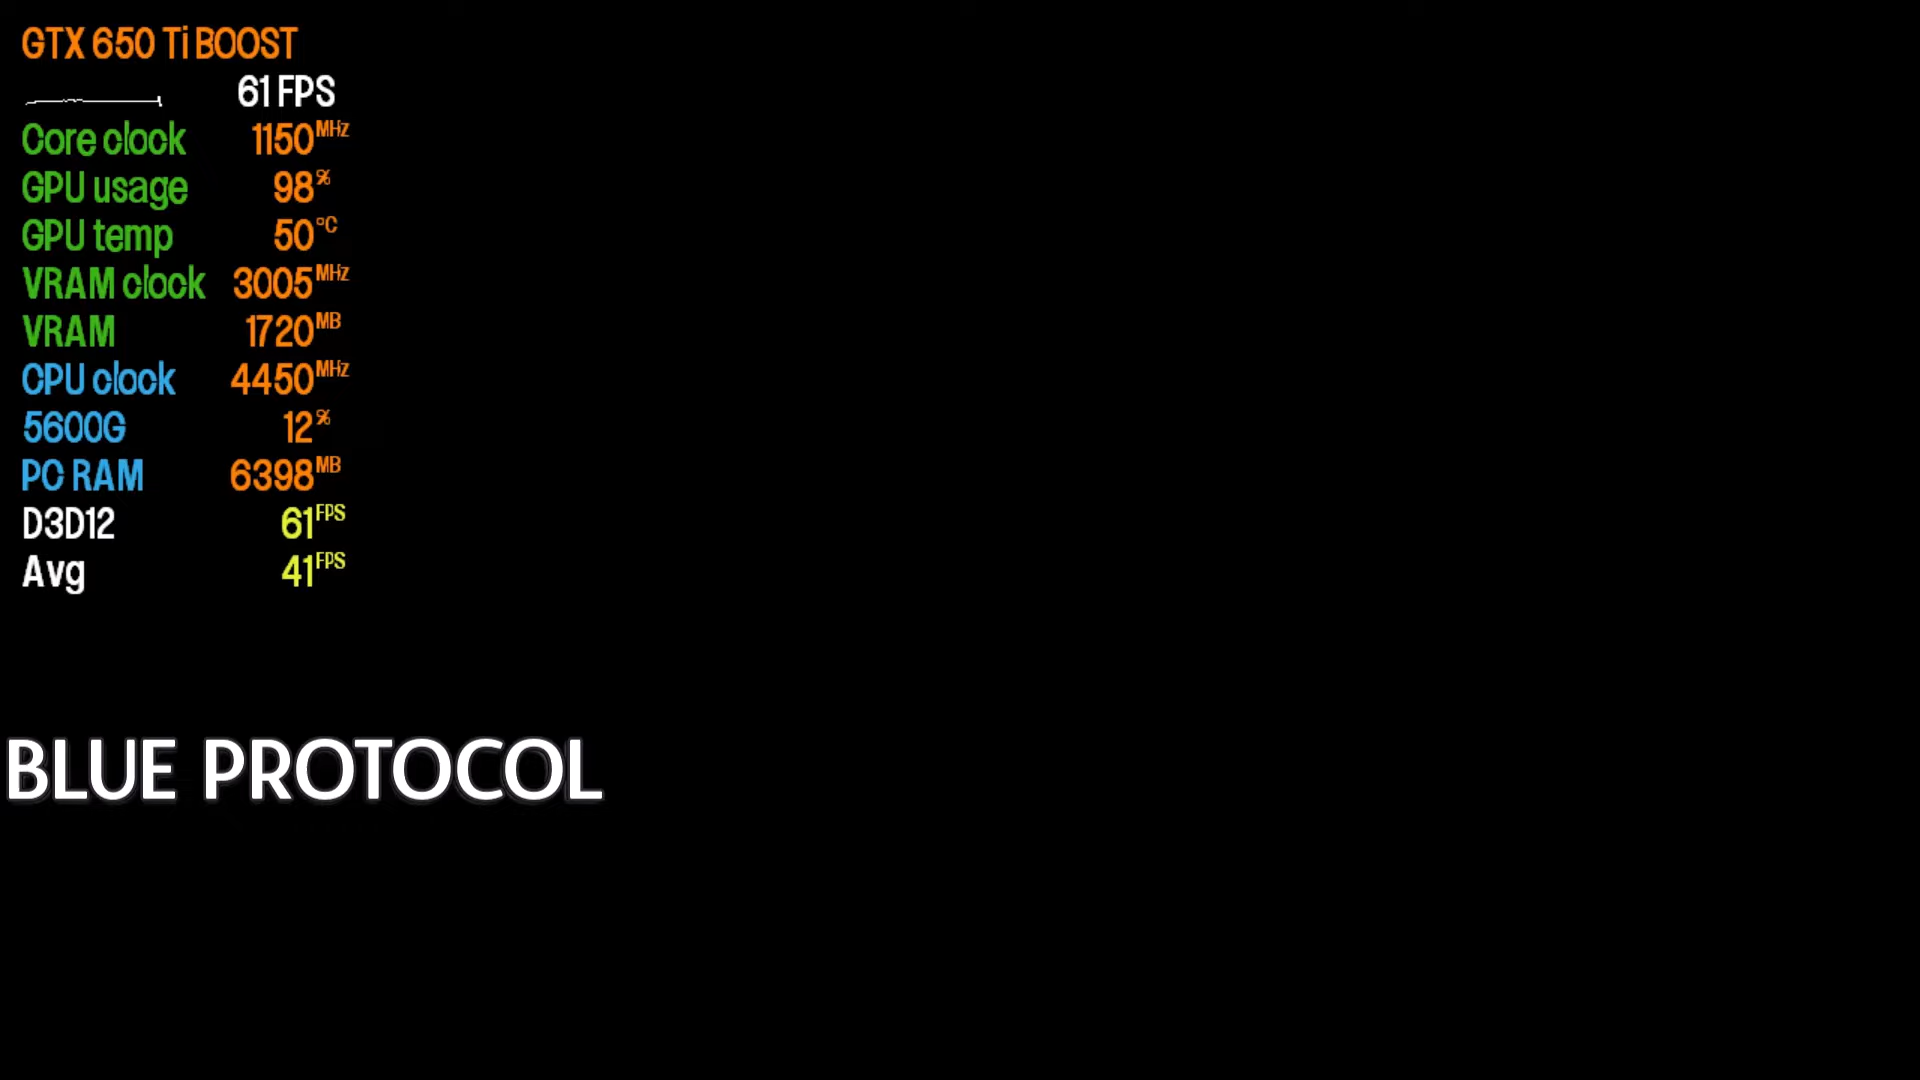 GTX 650 Ti BOOST
61 FPS
Core clock 1150 MHz
GPU usage 98 %
GPU temp 50 °C
VRAM clock 3005 MHz
VRAM 1720 MB
CPU clock 4450 MHz
5600G 12 %
PC RAM 6398 MB
D3D12 61 FPS
Avg 41 FPS
BLUE PROTOCOL